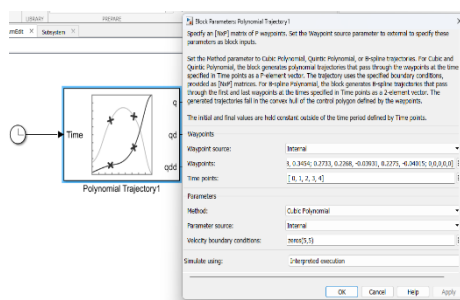 LIBRARY
PREPARE
Subsystem
Time
q
qd
qdd
Polynomial Trajectory1
Block Parameters: Polynomial Trajectory1
Specify an [NxP] matrix of P waypoints. Set the Waypoint source parameter to external to specify these
parameters as block inputs.
Set the Method parameter to Cubic Polynomial, Quintic Polynomial, or B-spline trajectories. For Cubic and
Quintic Polynomial, the block generates polynomial trajectories that pass through the waypoints at the times
specified in Time points as a P-element vector. The trajectory uses the specified boundary conditions,
provided as [NxP] matrices. For B-spline Polynomial, the block generates B-spline trajectories that pass
through the first and last waypoints at the times specified in Time points as a 2-element vector. The
generated trajectories fall in the convex hull of the control polygon defined by the waypoints.
The initial and final values are held constant outside of the time period defined by Time points.
Waypoints
Waypoint source: Internal
Waypoints: 0.3434; 0.2733, 0.2268, -0.03931, 0.2275, -0.04015; 0,0,0,0,0]
Time points: [ 0, 1, 2, 3, 4]
Parameters
Method: Cubic Polynomial
Parameter source: Internal
Velocity boundary conditions: zeros(5,5)
Simulate using: Interpreted execution
OK Cancel Help Apply